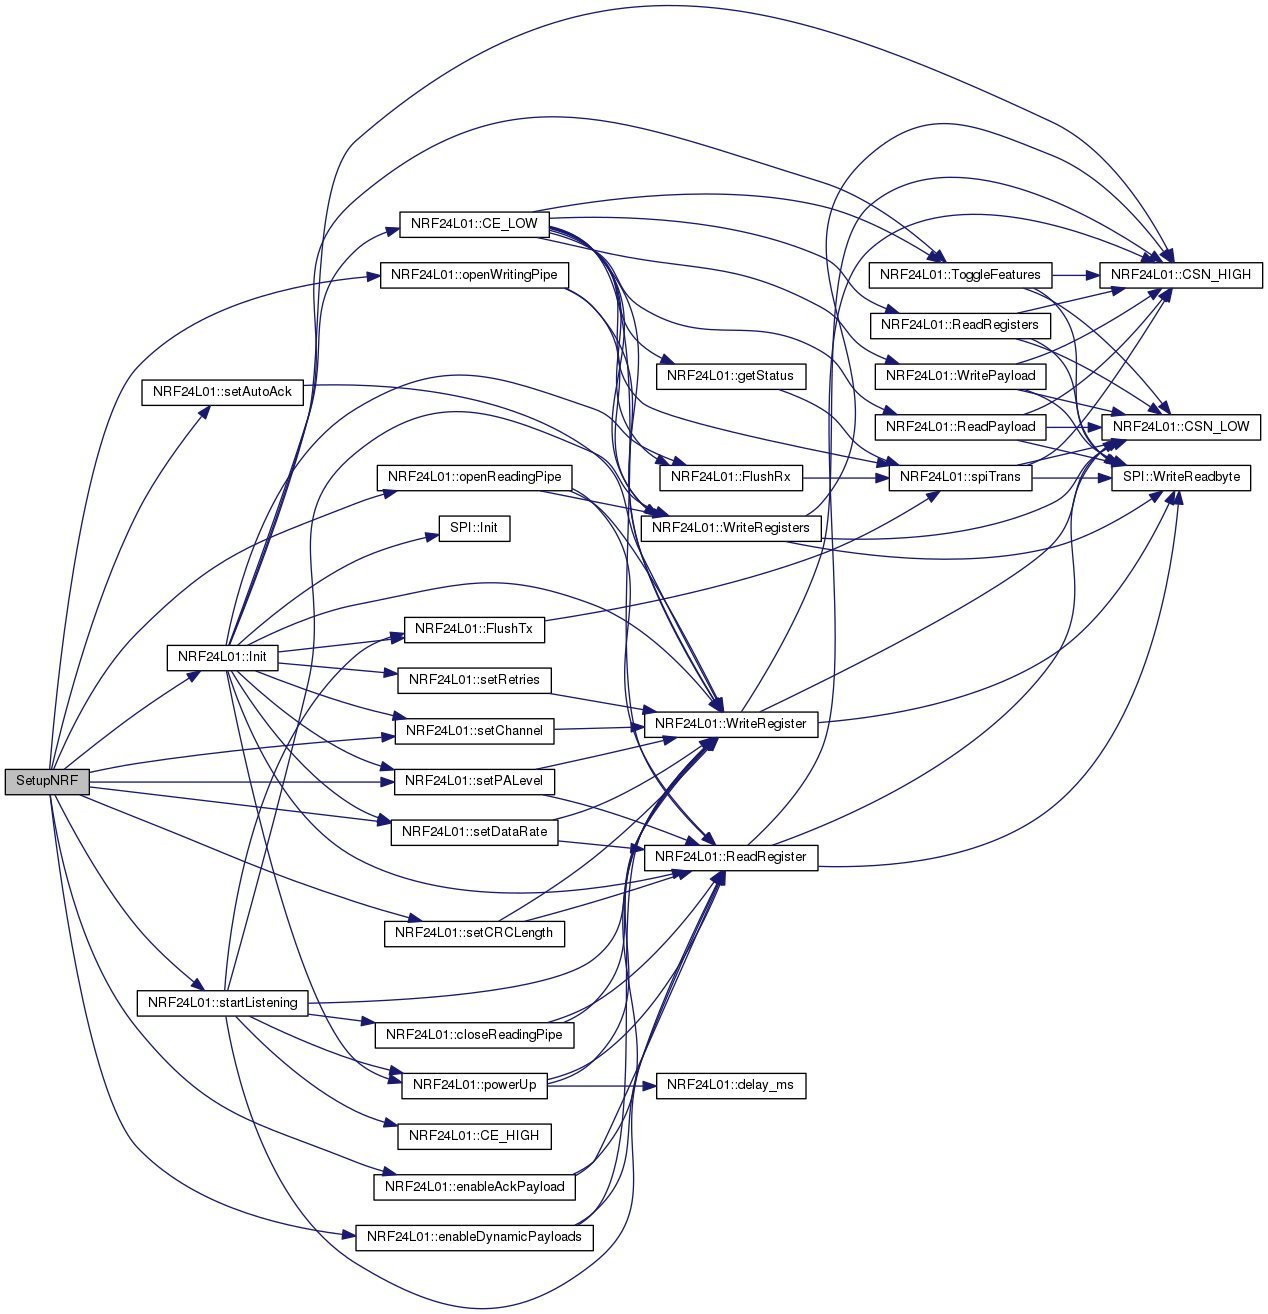 NRF24L01::CE_LOW
NRF24L01::openWritingPipe
NRF24L01::ToggleFeatures
NRF24L01::CSN_HIGH
NRF24L01::ReadRegisters
NRF24L01::getStatus
NRF24L01::WritePayload
NRF24L01::setAutoAck
NRF24L01::ReadPayload
NRF24L01::CSN_LOW
NRF24L01::openReadingPipe
NRF24L01::FlushRx
NRF24L01::spiTrans
SPI::WriteReadbyte
SPI::Init
NRF24L01::WriteRegisters
NRF24L01::FlushTx
NRF24L01::Init
NRF24L01::setRetries
NRF24L01::setChannel
NRF24L01::WriteRegister
SetupNRF
NRF24L01::setPALevel
NRF24L01::setDataRate
NRF24L01::ReadRegister
NRF24L01::setCRCLength
NRF24L01::startListening
NRF24L01::closeReadingPipe
NRF24L01::powerUp
NRF24L01::delay_ms
NRF24L01::CE_HIGH
NRF24L01::enableAckPayload
NRF24L01::enableDynamicPayloads